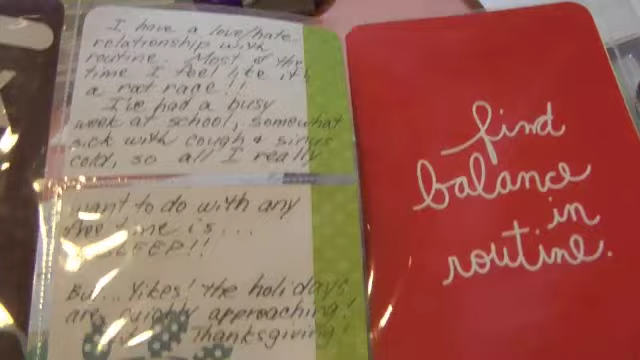 I have a love/hate
relationship with
routine. Most of the
time I feel like it's
a rat race!!
I've had a busy
week at school, somewhat
sick with cough & sinus
cold, so all I really
want to do with any
free time is...
SLEEP!!
But... Yikes! the holidays
are quickly approaching!
Thanksgiving!
find
balance
in
routine.